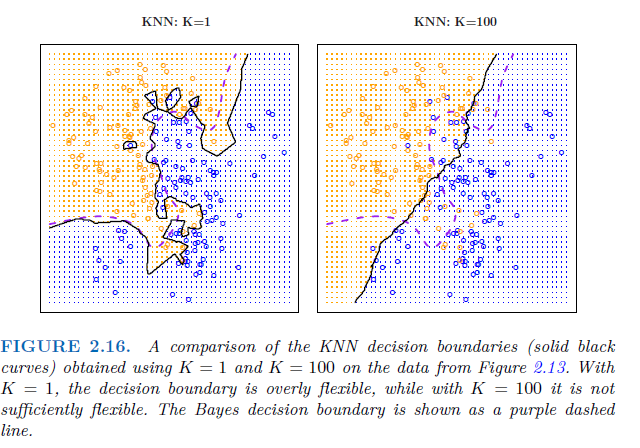 KNN: K=1
KNN: K=100
FIGURE 2.16. A comparison of the KNN decision boundaries (solid black
curves) obtained using K = 1 and K = 100 on the data from Figure 2.13. With
K = 1, the decision boundary is overly flexible, while with K = 100 it is not
sufficiently flexible. The Bayes decision boundary is shown as a purple dashed
line.